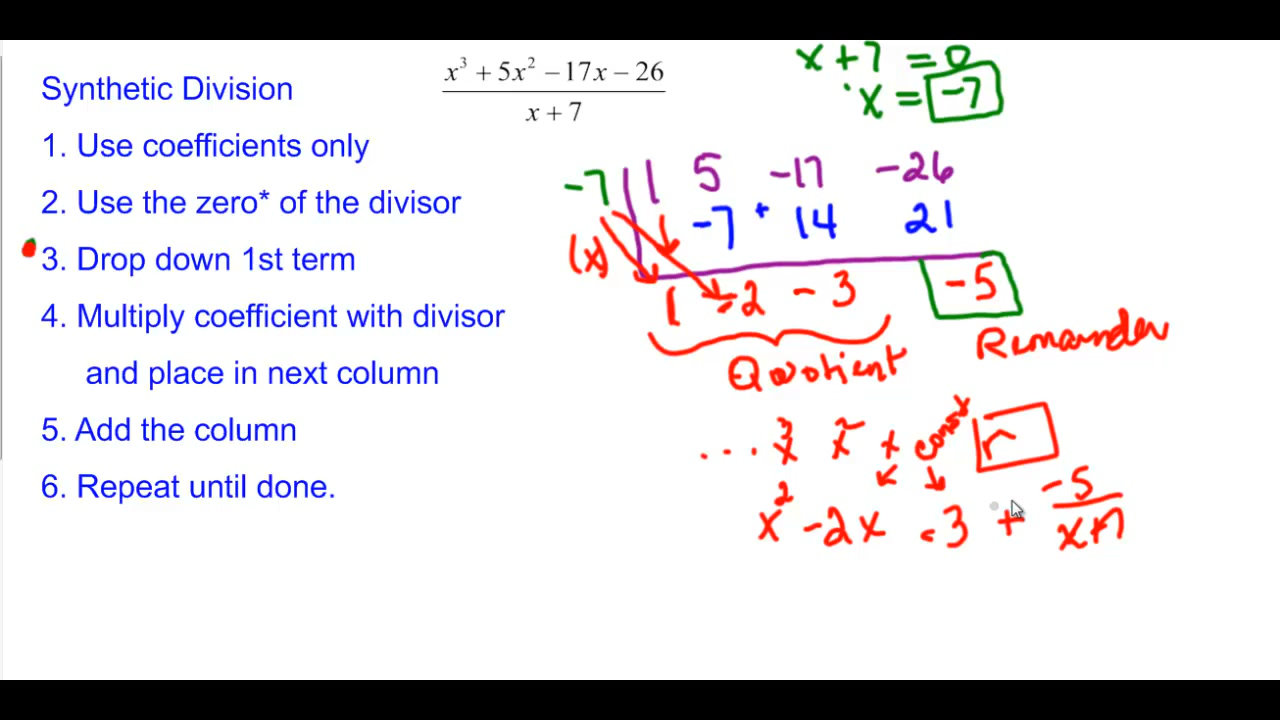 Synthetic Division
1. Use coefficients only
2. Use the zero* of the divisor
3. Drop down 1st term
4. Multiply coefficient with divisor
and place in next column
5. Add the column
6. Repeat until done.
x³ + 5x² − 17x − 26
x + 7
x + 7 = 0
x = -7
-7 1 5 -17 -26
-7 + 14 21
(x)
1 -2 -3 -5
Quotient
Remainder
... x³ x² x const r
x² - 2x - 3 + -5
x+7